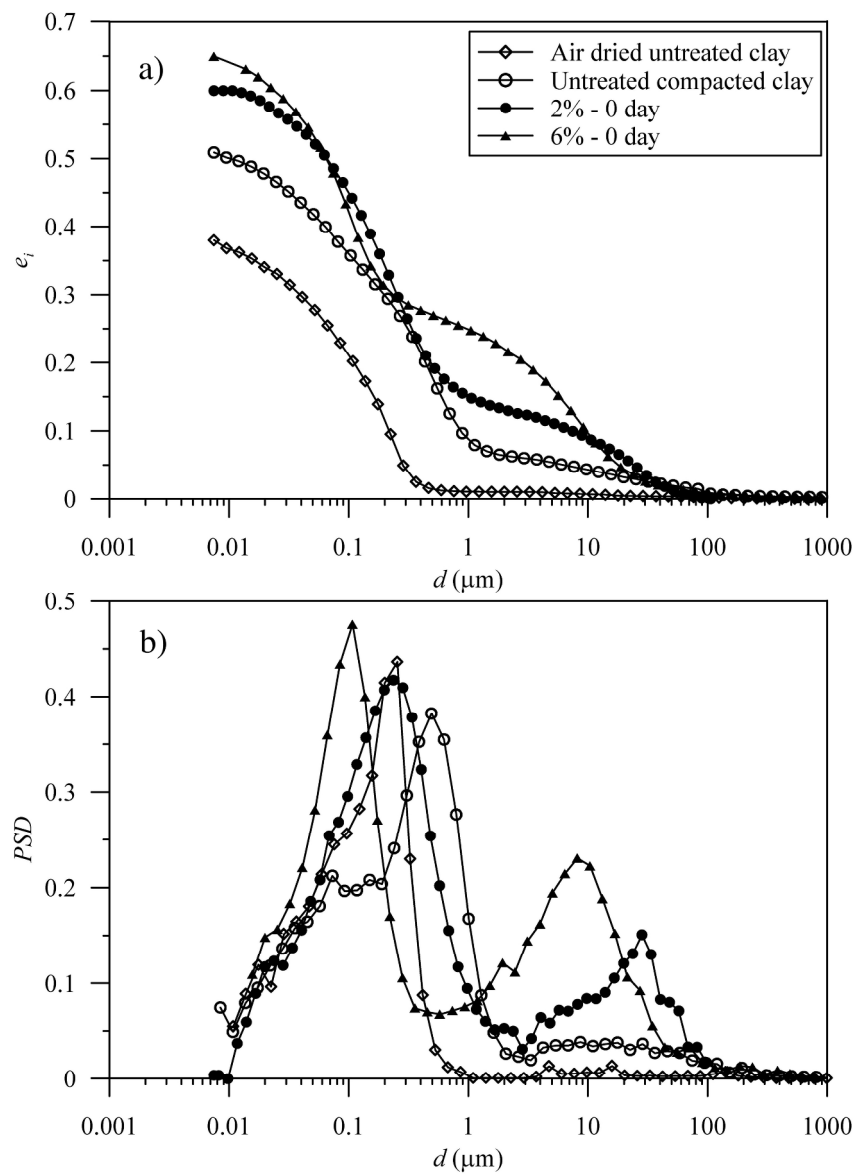 0.7
a)
Air dried untreated clay
Untreated compacted clay
2% - 0 day
6% - 0 day
0.6
0.5
0.4
e_i
0.3
0.2
0.1
0
0.001 0.01 0.1 1 10 100 1000
d (μm)
0.5
b)
0.4
0.3
PSD
0.2
0.1
0
0.001 0.01 0.1 1 10 100 1000
d (μm)